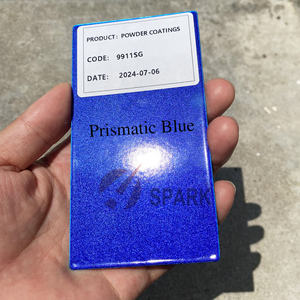 PRODUCT: POWDER COATINGS
CODE: 9911SG
DATE: 2024-07-06
Prismatic Blue
SPARK